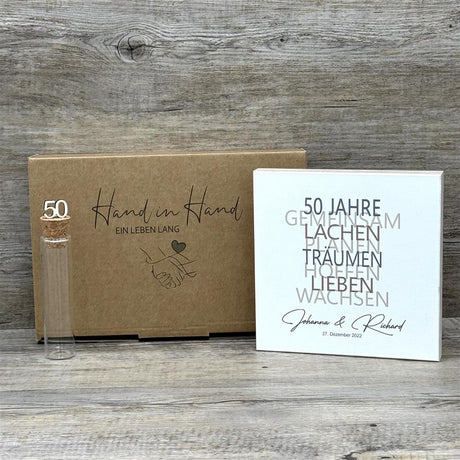 50
Hand in Hand
EIN LEBEN LANG
50 JAHRE
GEMEINSAM
LACHEN
PLANEN
TRÄUMEN
HOFFEN
LIEBEN
WACHSEN
Johanna & Richard
27. Dezember 2022